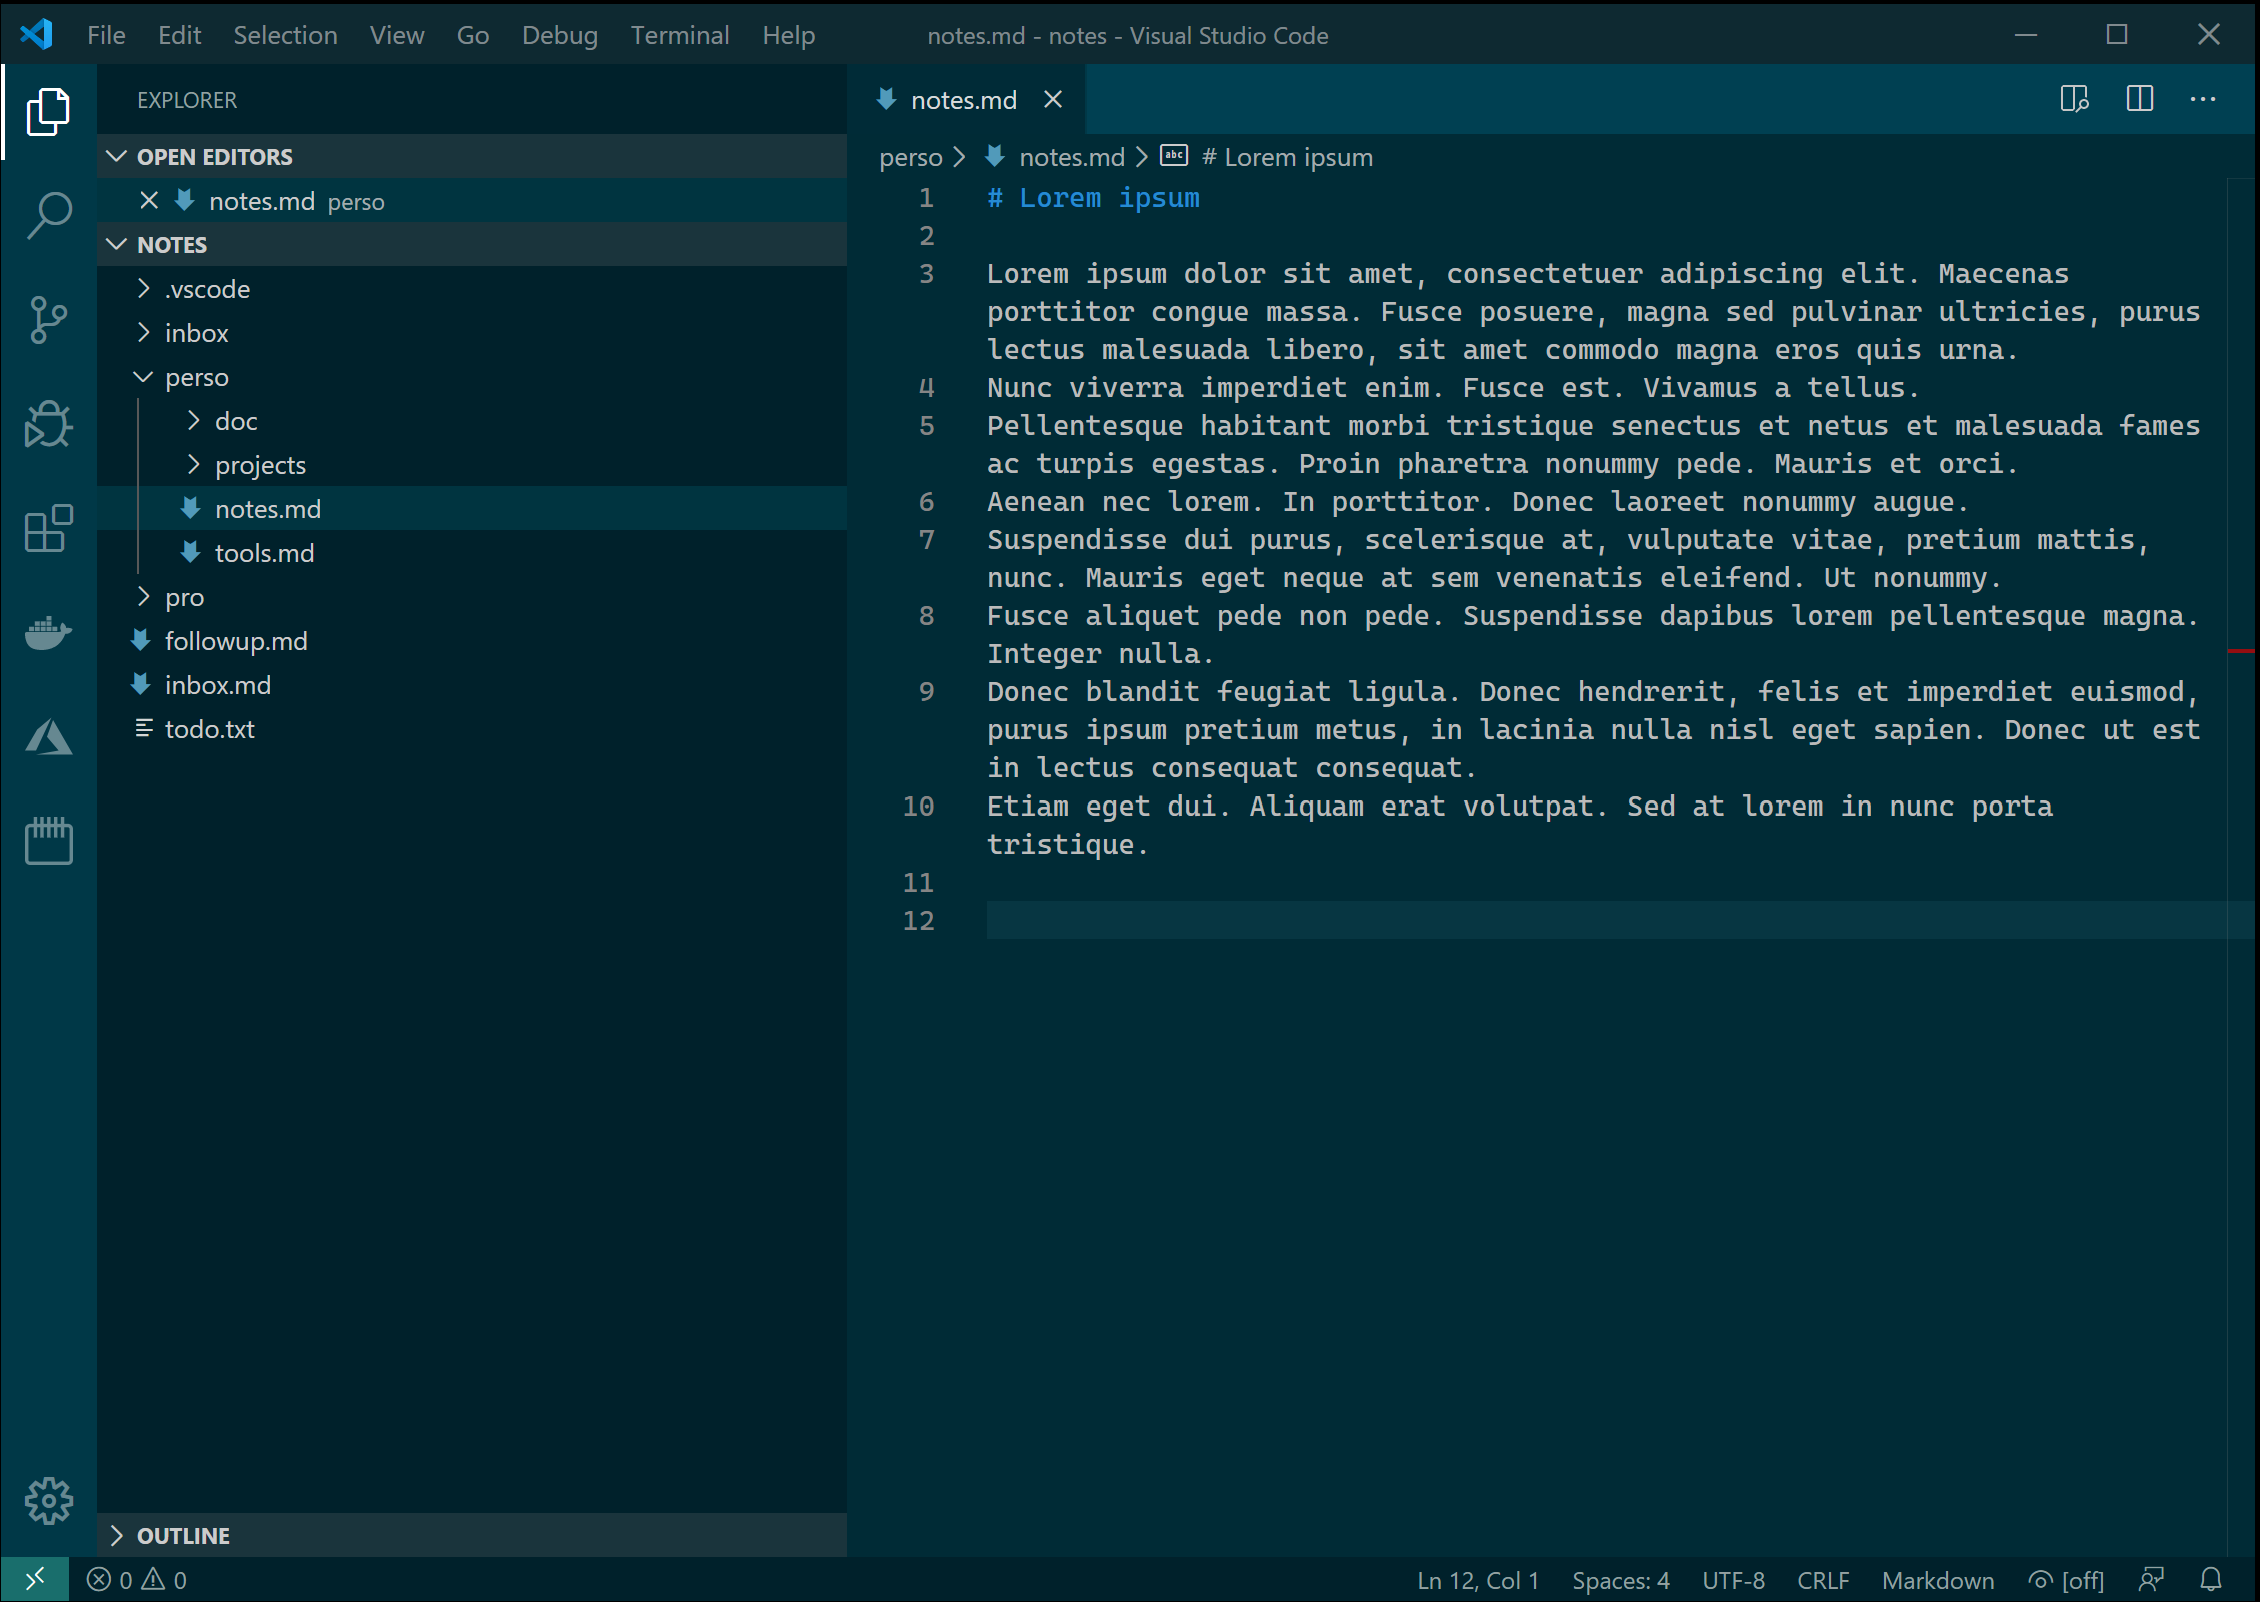 File Edit Selection View Go Debug Terminal Help notes.md - notes - Visual Studio Code
EXPLORER
OPEN EDITORS
notes.md perso
NOTES
.vscode
inbox
perso
doc
projects
notes.md
tools.md
pro
followup.md
inbox.md
todo.txt
OUTLINE
notes.md
perso notes.md abc # Lorem ipsum
1 # Lorem ipsum
2
3 Lorem ipsum dolor sit amet, consectetuer adipiscing elit. Maecenas
porttitor congue massa. Fusce posuere, magna sed pulvinar ultricies, purus
lectus malesuada libero, sit amet commodo magna eros quis urna.
4 Nunc viverra imperdiet enim. Fusce est. Vivamus a tellus.
5 Pellentesque habitant morbi tristique senectus et netus et malesuada fames
ac turpis egestas. Proin pharetra nonummy pede. Mauris et orci.
6 Aenean nec lorem. In porttitor. Donec laoreet nonummy augue.
7 Suspendisse dui purus, scelerisque at, vulputate vitae, pretium mattis,
nunc. Mauris eget neque at sem venenatis eleifend. Ut nonummy.
8 Fusce aliquet pede non pede. Suspendisse dapibus lorem pellentesque magna.
Integer nulla.
9 Donec blandit feugiat ligula. Donec hendrerit, felis et imperdiet euismod,
purus ipsum pretium metus, in lacinia nulla nisl eget sapien. Donec ut est
in lectus consequat consequat.
10 Etiam eget dui. Aliquam erat volutpat. Sed at lorem in nunc porta
tristique.
11
12
0 0 Ln 12, Col 1 Spaces: 4 UTF-8 CRLF Markdown [off]